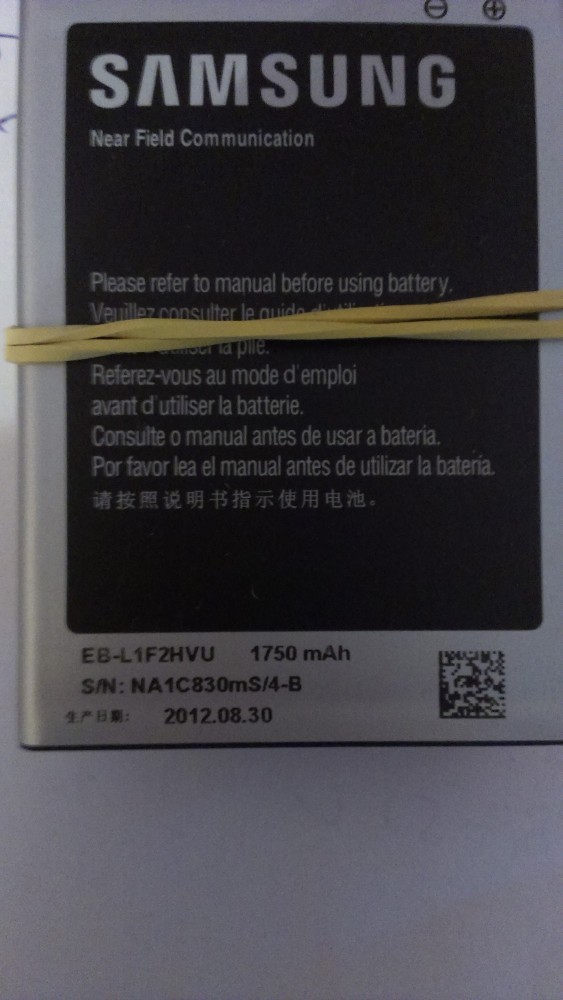 SAMSUNG
Near Field Communication
Please refer to manual before using battery.
Veuillez consulter le guide d'utilisation
d'utiliser la pile.
Referez-vous au mode d'emploi
avant d'utiliser la batterie.
Consulte o manual antes de usar a bateria.
Por favor lea el manual antes de utilizar la batería.
请按照说明书指示使用电池。
EB-L1F2HVU 1750 mAh
S/N: NA1C830mS/4-B
生产日期: 2012.08.30